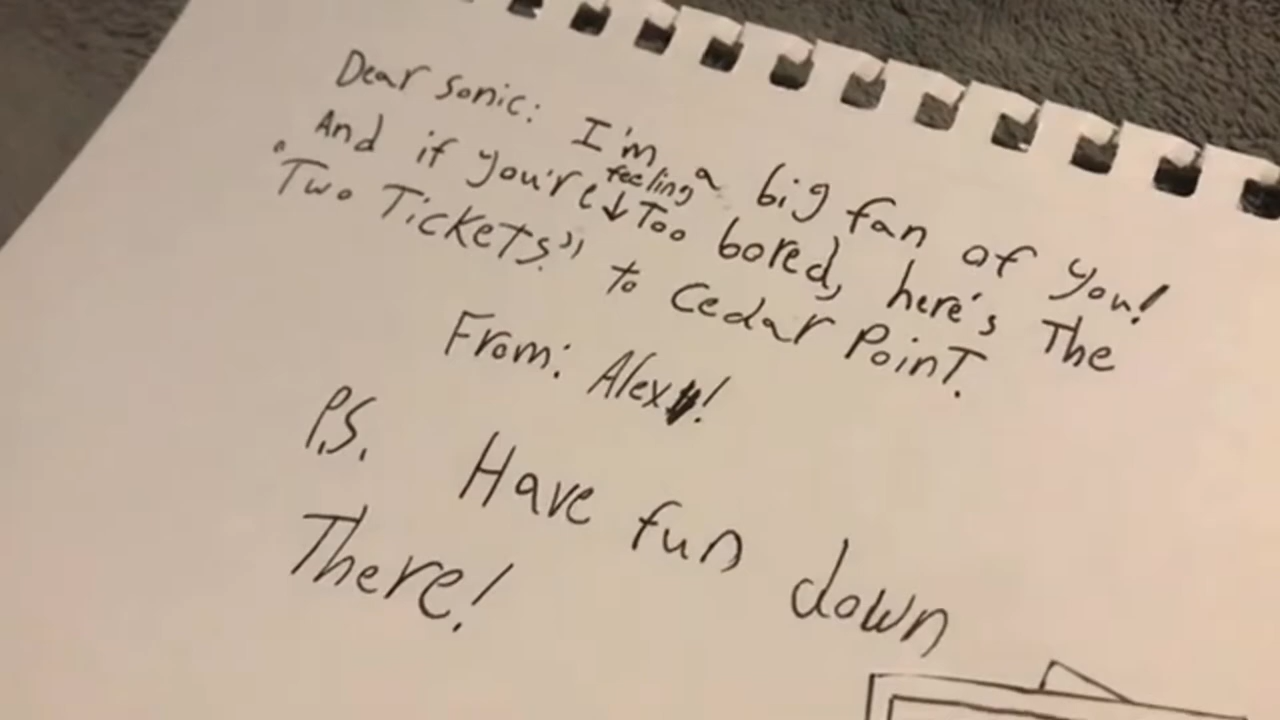 Dear Sonic: I'm a big fan of you!
And if you're feeling too bored, here's The
"Two Tickets." to Cedar Point.
From: Alex!
P.S. Have fun down
There!